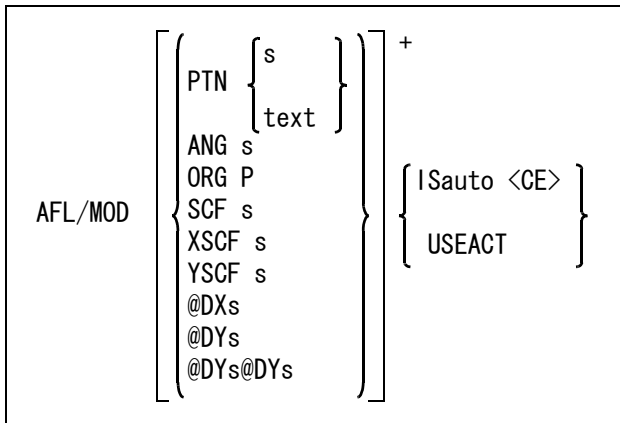 +
s
PTN
text
ANG s
ORG P
AFL/MOD SCF s ISauto <CE>
XSCF s USEACT
YSCF s
@DXs
@DYs
@DYs@DYs